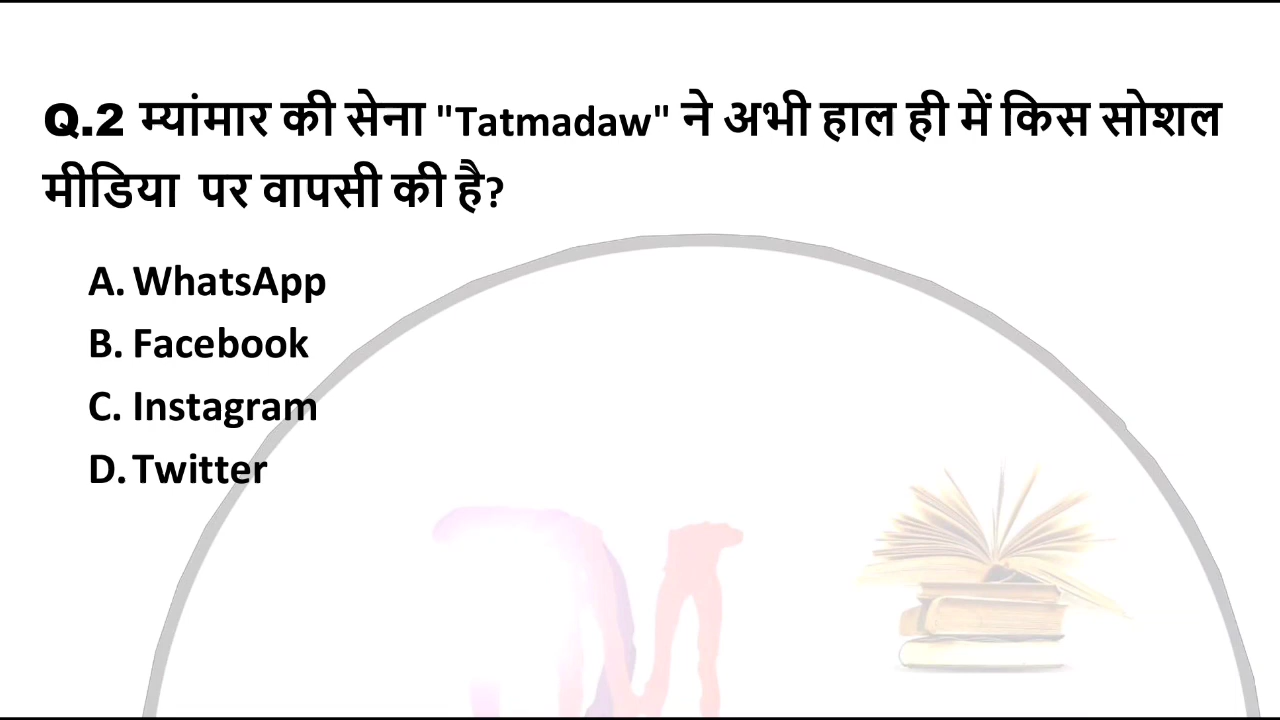 Q.2 म्यांमार की सेना "Tatmadaw" ने अभी हाल ही में किस सोशल
मीडिया पर वापसी की है?
A. WhatsApp
B. Facebook
C. Instagram
D. Twitter